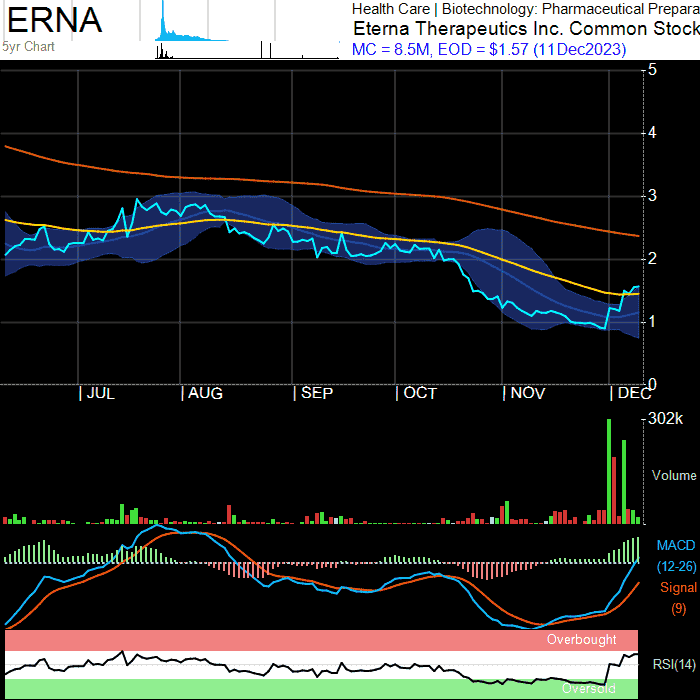 ERNA
Health Care | Biotechnology: Pharmaceutical Prepara
Eterna Therapeutics Inc. Common Stock
5yr Chart
MC = 8.5M, EOD = $1.57 (11Dec2023)
5
4
3
2
1
0
JUL AUG SEP OCT NOV DEC
302k
Volume
MACD
(12-26)
Signal
(9)
Overbought
RSI(14)
Oversold